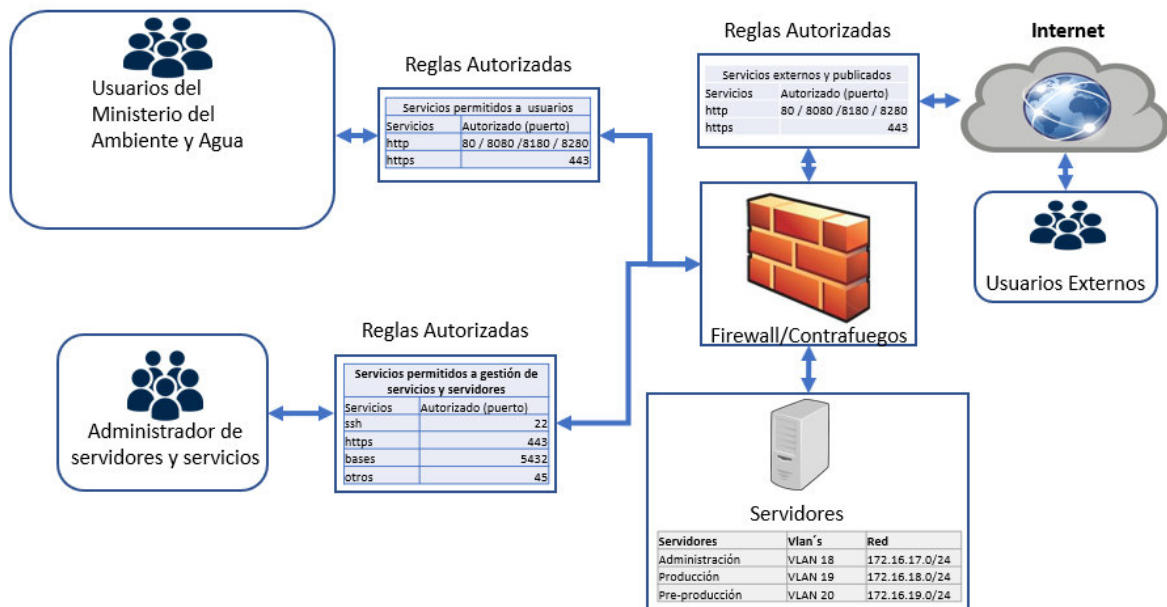 Usuarios del
Ministerio del
Ambiente y Agua
Reglas Autorizadas
Servicios permitidos a usuarios
Servicios Autorizado (puerto)
http 80 / 8080 /8180 / 8280
https 443
Reglas Autorizadas
Servicios externos y publicados
Servicios Autorizado (puerto)
http 80 / 8080 /8180 / 8280
https 443
Internet
Usuarios Externos
Firewall/Contrafuegos
Reglas Autorizadas
Administrador de
servidores y servicios
Servicios permitidos a gestión de
servicios y servidores
Servicios Autorizado (puerto)
ssh 22
https 443
bases 5432
otros 45
Servidores
Servidores Vlan´s Red
Administración VLAN 18 172.16.17.0/24
Producción VLAN 19 172.16.18.0/24
Pre-producción VLAN 20 172.16.19.0/24